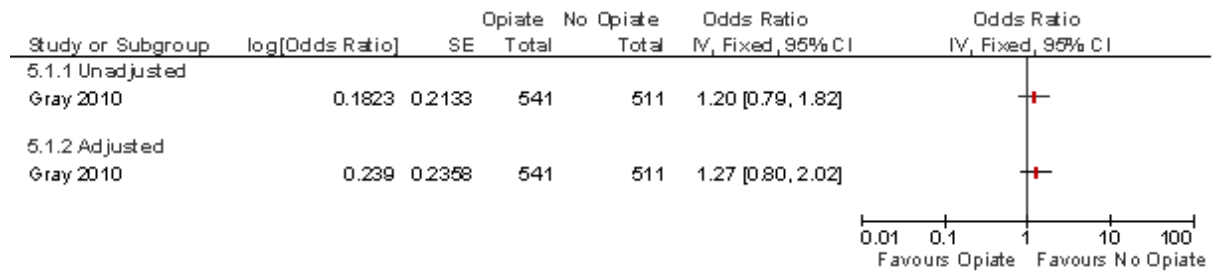 Opiate No Opiate Odds Ratio Odds Ratio
Study or Subgroup log[Odds Ratio] SE Total Total IV, Fixed, 95% CI IV, Fixed, 95% CI
5.1.1 Unadjusted
Gray 2010 0.1823 0.2133 541 511 1.20 [0.79, 1.82]
5.1.2 Adjusted
Gray 2010 0.239 0.2358 541 511 1.27 [0.80, 2.02]
0.01 0.1 1 10 100
Favours Opiate Favours No Opiate